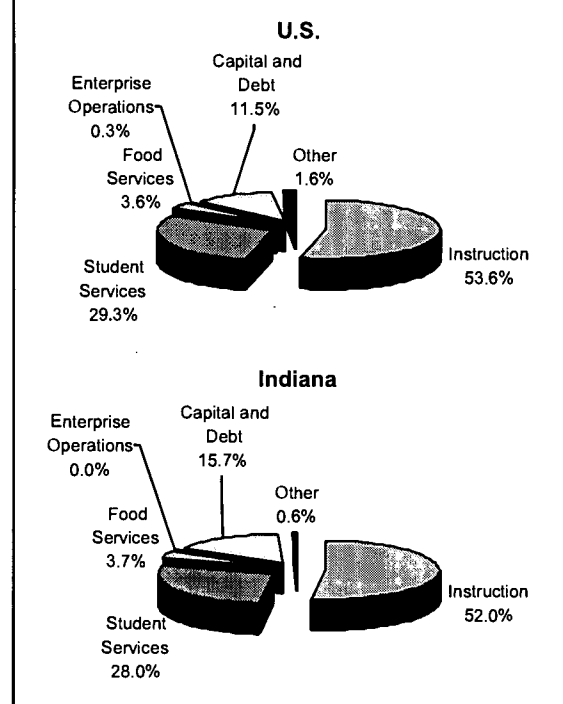 U.S.
Capital and
Debt
11.5%
Enterprise
Operations
0.3%
Food
Services
3.6%
Other
1.6%
Instruction
53.6%
Student
Services
29.3%
Indiana
Capital and
Debt
15.7%
Enterprise
Operations
0.0%
Other
0.6%
Food
Services
3.7%
Instruction
52.0%
Student
Services
28.0%